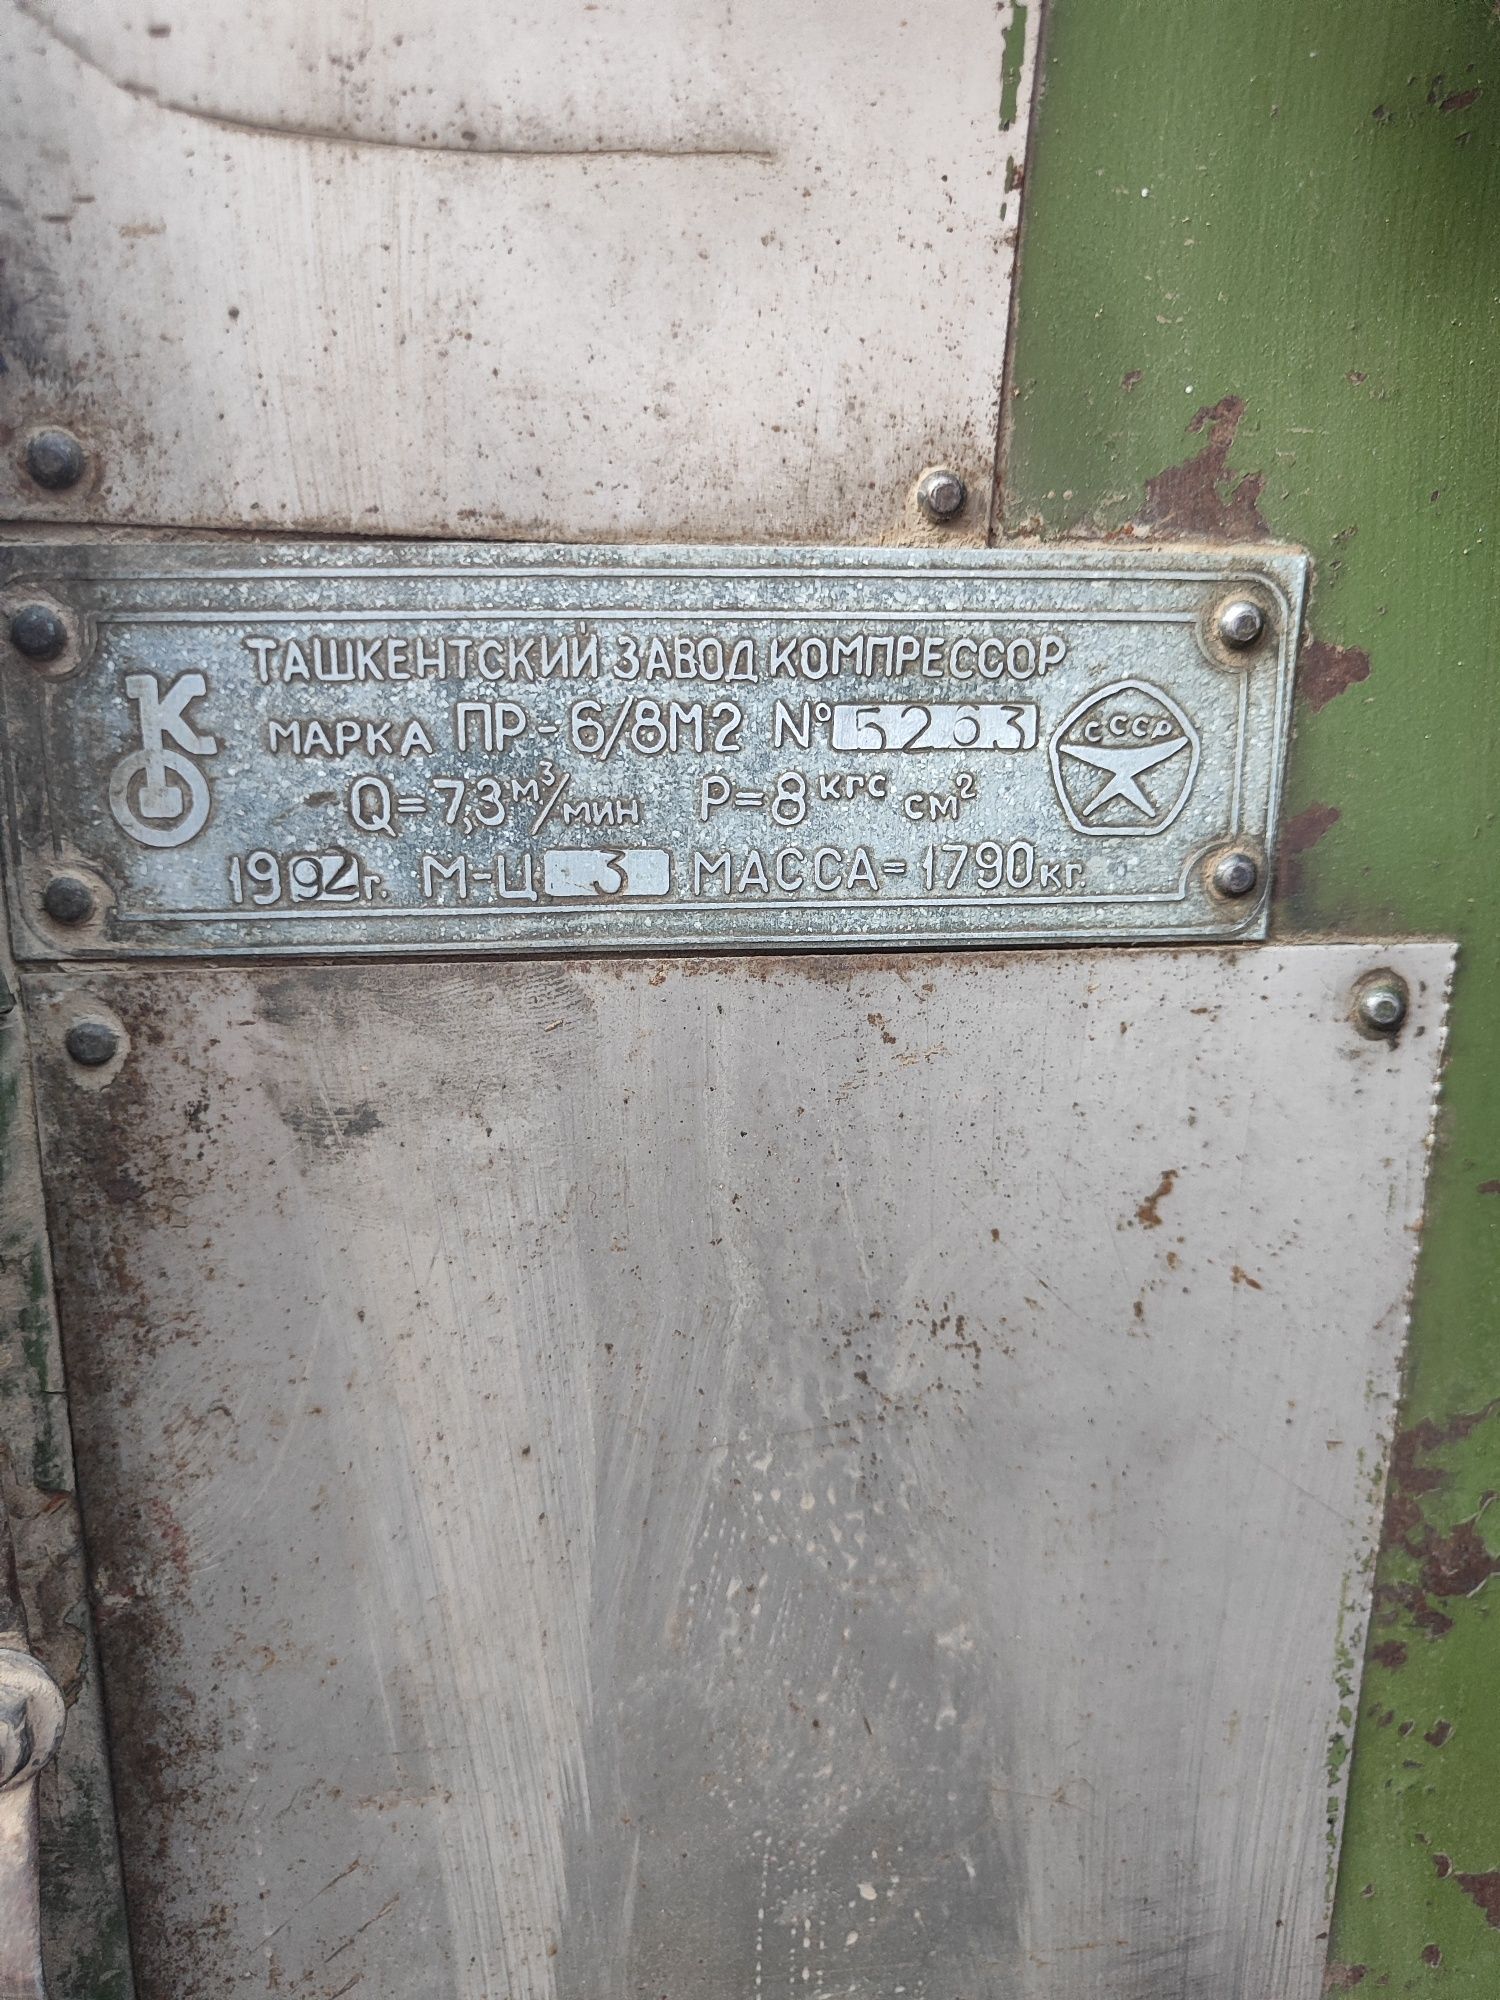 ТАШКЕНТСКИЙ ЗАВОД КОМПРЕССОР
К
МАРКА ПР-6/8М2 №5263
СССР
Q=7,3м³/мин P=8кгс см²
1992г. М-Ц 3 МАССА=1790кг.